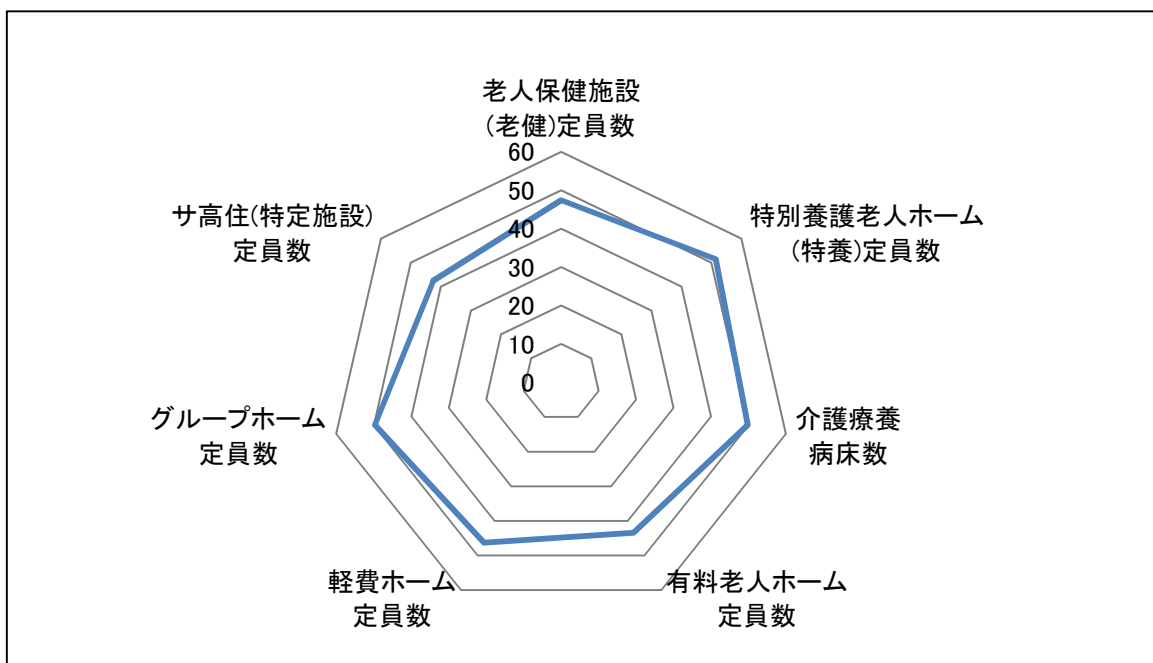 老人保健施設
(老健)定員数
特別養護老人ホーム
(特養)定員数
介護療養
病床数
有料老人ホーム
定員数
軽費ホーム
定員数
グループホーム
定員数
サ高住(特定施設)
定員数
60
50
40
30
20
10
0